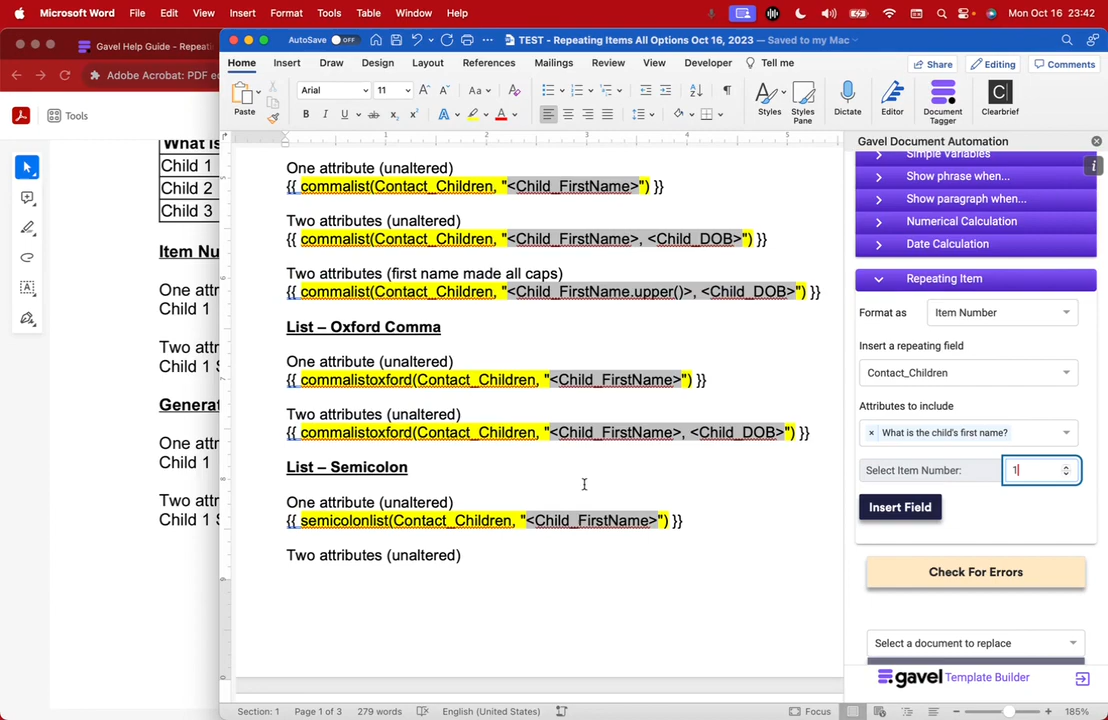 Microsoft Word File Edit View Insert Format Tools Table Window Help Mon Oct 16 23:42
Gavel Help Guide - Repeati
Adobe Acrobat: PDF e
Tools
AutoSave OFF TEST - Repeating Items All Options Oct 16, 2023 — Saved to my Mac
Home Insert Draw Design Layout References Mailings Review View Developer Tell me Share Editing Comments
Paste Arial 11 Styles Styles Pane Dictate Editor Document Tagger Clearbrief
What is
Child 1
Child 2
Child 3
Item Nu
One attr
Child 1
Two attr
Child 1 S
Generat
One attr
Child 1
Two attr
Child 1 S
1 2 3 4 5
One attribute (unaltered)
{{ commalist(Contact_Children, "<Child_FirstName>") }}
Two attributes (unaltered)
{{ commalist(Contact_Children, "<Child_FirstName>, <Child_DOB>") }}
Two attributes (first name made all caps)
{{ commalist(Contact_Children, "<Child_FirstName.upper()>, <Child_DOB>") }}
List – Oxford Comma
One attribute (unaltered)
{{ commalistoxford(Contact_Children, "<Child_FirstName>") }}
Two attributes (unaltered)
{{ commalistoxford(Contact_Children, "<Child_FirstName>, <Child_DOB>") }}
List – Semicolon
One attribute (unaltered)
{{ semicolonlist(Contact_Children, "<Child_FirstName>") }}
Two attributes (unaltered)
Gavel Document Automation
Simple Variables
Show phrase when...
Show paragraph when...
Numerical Calculation
Date Calculation
Repeating Item
Format as Item Number
Insert a repeating field
Contact_Children
Attributes to include
× What is the child's first name?
Select Item Number: 1
Insert Field
Check For Errors
Select a document to replace
gavel Template Builder
Section: 1 Page 1 of 3 279 words English (United States) Focus 185%